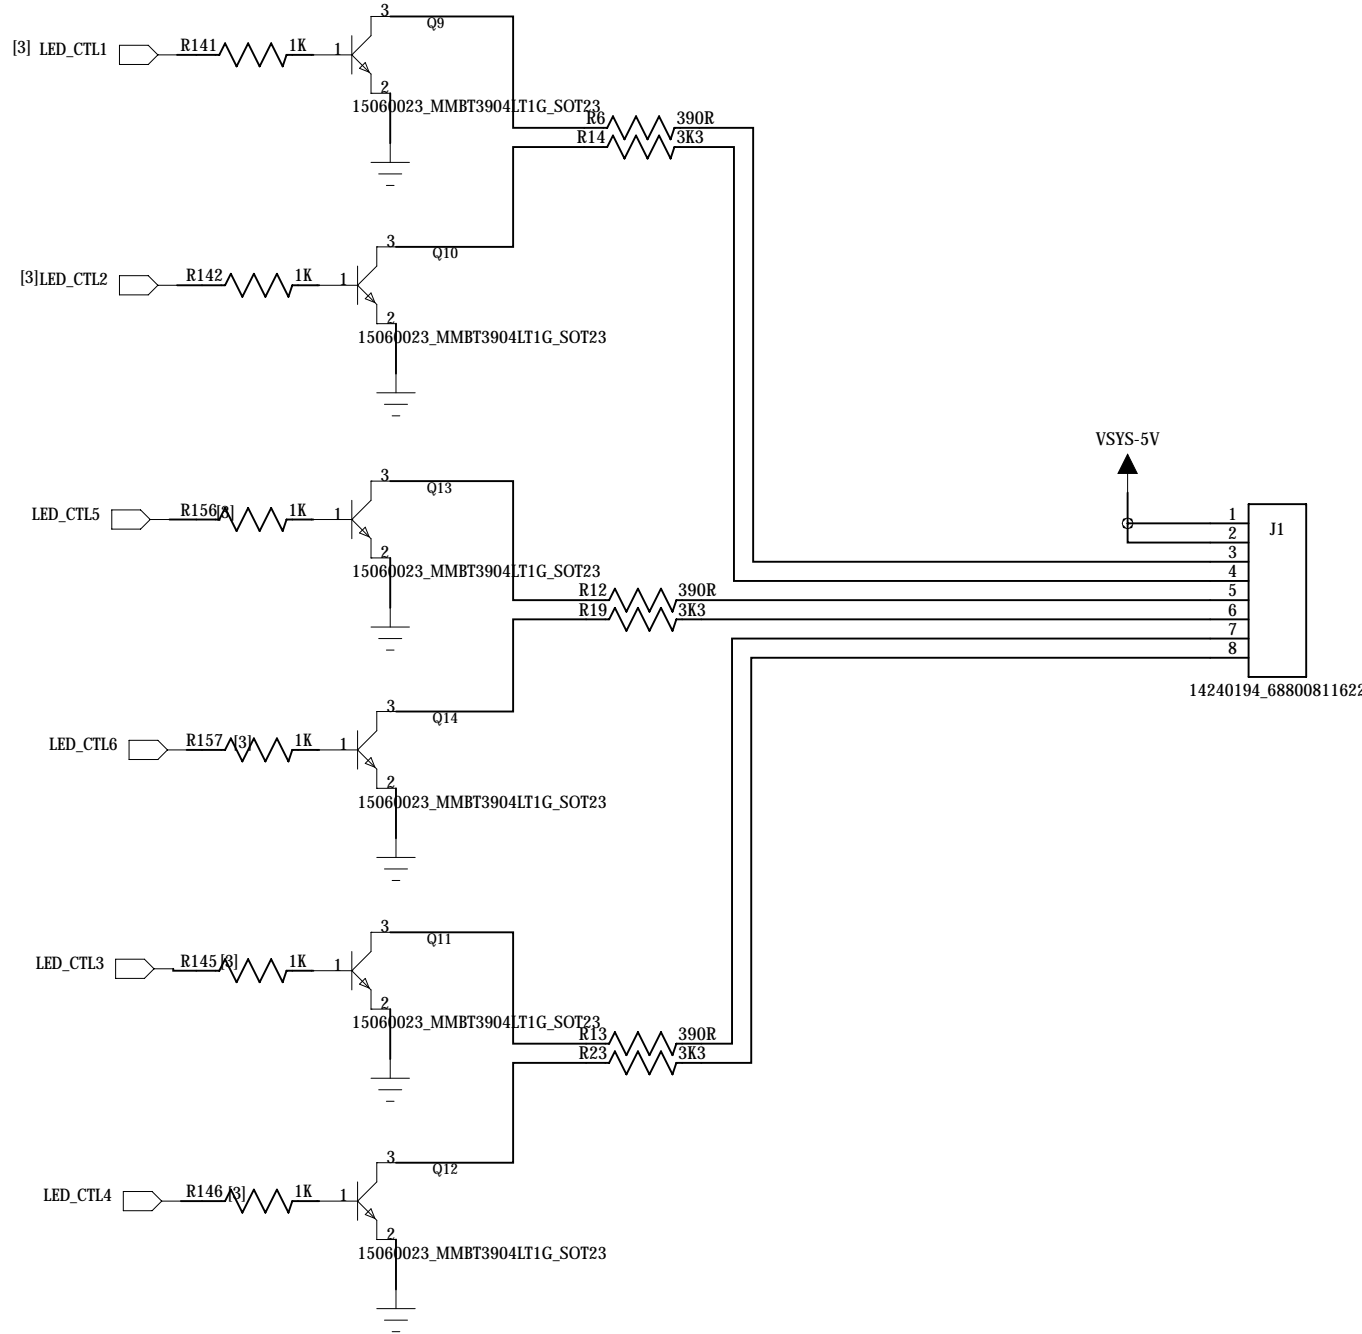 3
Q9
[3] LED_CTL1
R141
1K
1
2
15060023_MMBT3904LT1G_SOT23
R6
390R
R14
3K3
3
Q10
[3]LED_CTL2
R142
1K
1
2
15060023_MMBT3904LT1G_SOT23
VSYS-5V
3
Q13
LED_CTL5
R156[3]
1K
1
2
15060023_MMBT3904LT1G_SOT23
1
2
3
4
5
6
7
8
J1
14240194_68800811622
R12
390R
R19
3K3
3
Q14
LED_CTL6
R157
[3]
1K
1
2
15060023_MMBT3904LT1G_SOT23
3
Q11
LED_CTL3
R145[3]
1K
1
2
15060023_MMBT3904LT1G_SOT23
R13
390R
R23
3K3
3
Q12
LED_CTL4
R146
[3]
1K
1
2
15060023_MMBT3904LT1G_SOT23